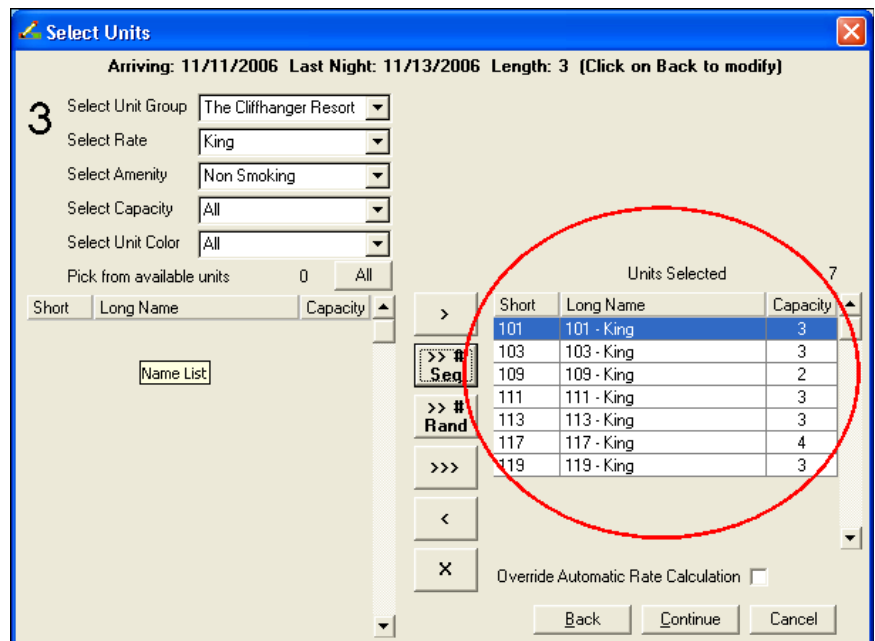 Select Units
Arriving: 11/11/2006 Last Night: 11/13/2006 Length: 3 (Click on Back to modify)
3
Select Unit Group The Cliffhanger Resort
Select Rate King
Select Amenity Non Smoking
Select Capacity All
Select Unit Color All
Pick from available units 0 All
Short Long Name Capacity
Name List
>
>> #
Seq
>> #
Rand
>>>
<
X
Units Selected 7
Short Long Name Capacity
101 101 - King 3
103 103 - King 3
109 109 - King 2
111 111 - King 3
113 113 - King 3
117 117 - King 4
119 119 - King 3
Override Automatic Rate Calculation
Back Continue Cancel